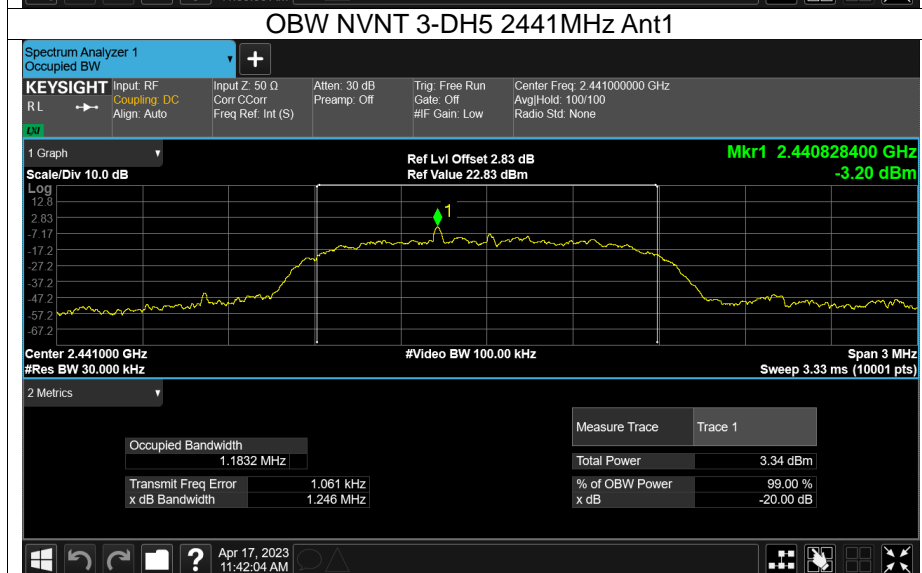 OBW NVNT 3-DH5 2441MHz Ant1
Spectrum Analyzer 1
Occupied BW
+
KEYSIGHT Input: RF Input Z: 50 Ω Atten: 30 dB Trig: Free Run Center Freq: 2.441000000 GHz
RL Coupling: DC Corr CCorr Preamp: Off Gate: Off Avg|Hold: 100/100
Align: Auto Freq Ref: Int (S) #IF Gain: Low Radio Std: None
LXI
1 Graph Ref Lvl Offset 2.83 dB Mkr1 2.440828400 GHz
Scale/Div 10.0 dB Ref Value 22.83 dBm -3.20 dBm
Log
12.8
2.83
-7.17
-17.2
-27.2
-37.2
-47.2
-57.2
-67.2
1
Center 2.441000 GHz #Video BW 100.00 kHz Span 3 MHz
#Res BW 30.000 kHz Sweep 3.33 ms (10001 pts)
2 Metrics
Measure Trace Trace 1
Occupied Bandwidth
1.1832 MHz Total Power 3.34 dBm
Transmit Freq Error 1.061 kHz % of OBW Power 99.00 %
x dB Bandwidth 1.246 MHz x dB -20.00 dB
? Apr 17, 2023
11:42:04 AM